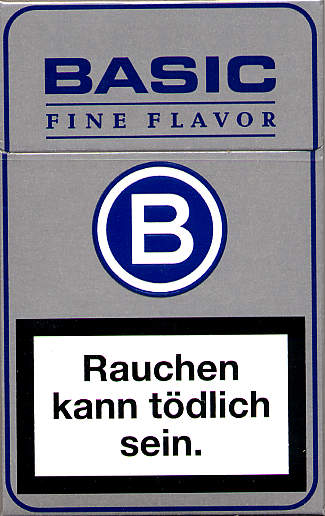 BASIC
FINE FLAVOR
B
Rauchen
kann tödlich
sein.